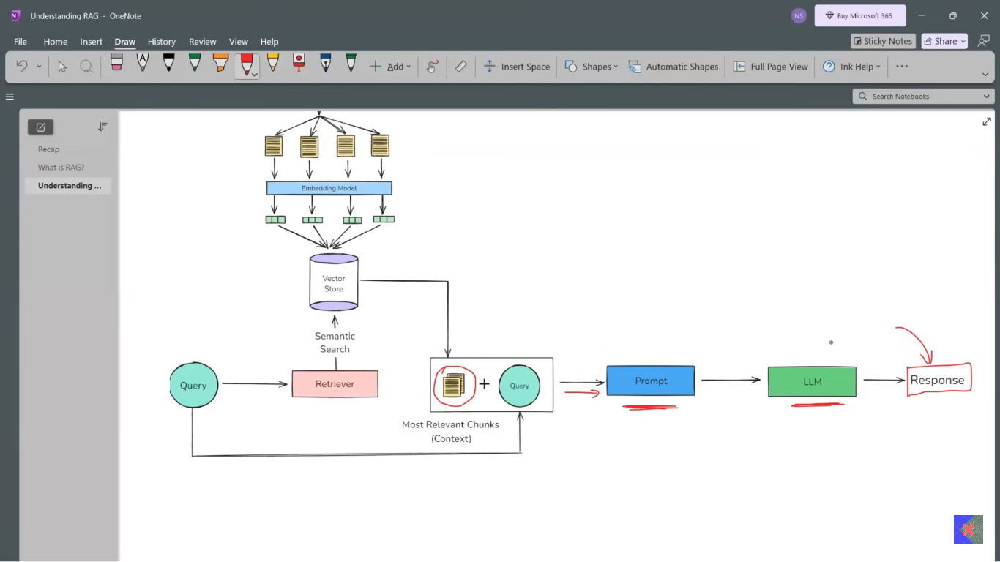 Understanding RAG - OneNote
NS
Buy Microsoft 365
File Home Insert Draw History Review View Help
Sticky Notes
Share
Add
Insert Space
Shapes
Automatic Shapes
Full Page View
Ink Help
Search Notebooks
Recap
What is RAG?
Understanding ...
Embedding Model
Vector
Store
Semantic
Search
Query
Retriever
+
Query
Prompt
LLM
Response
Most Relevant Chunks
(Context)